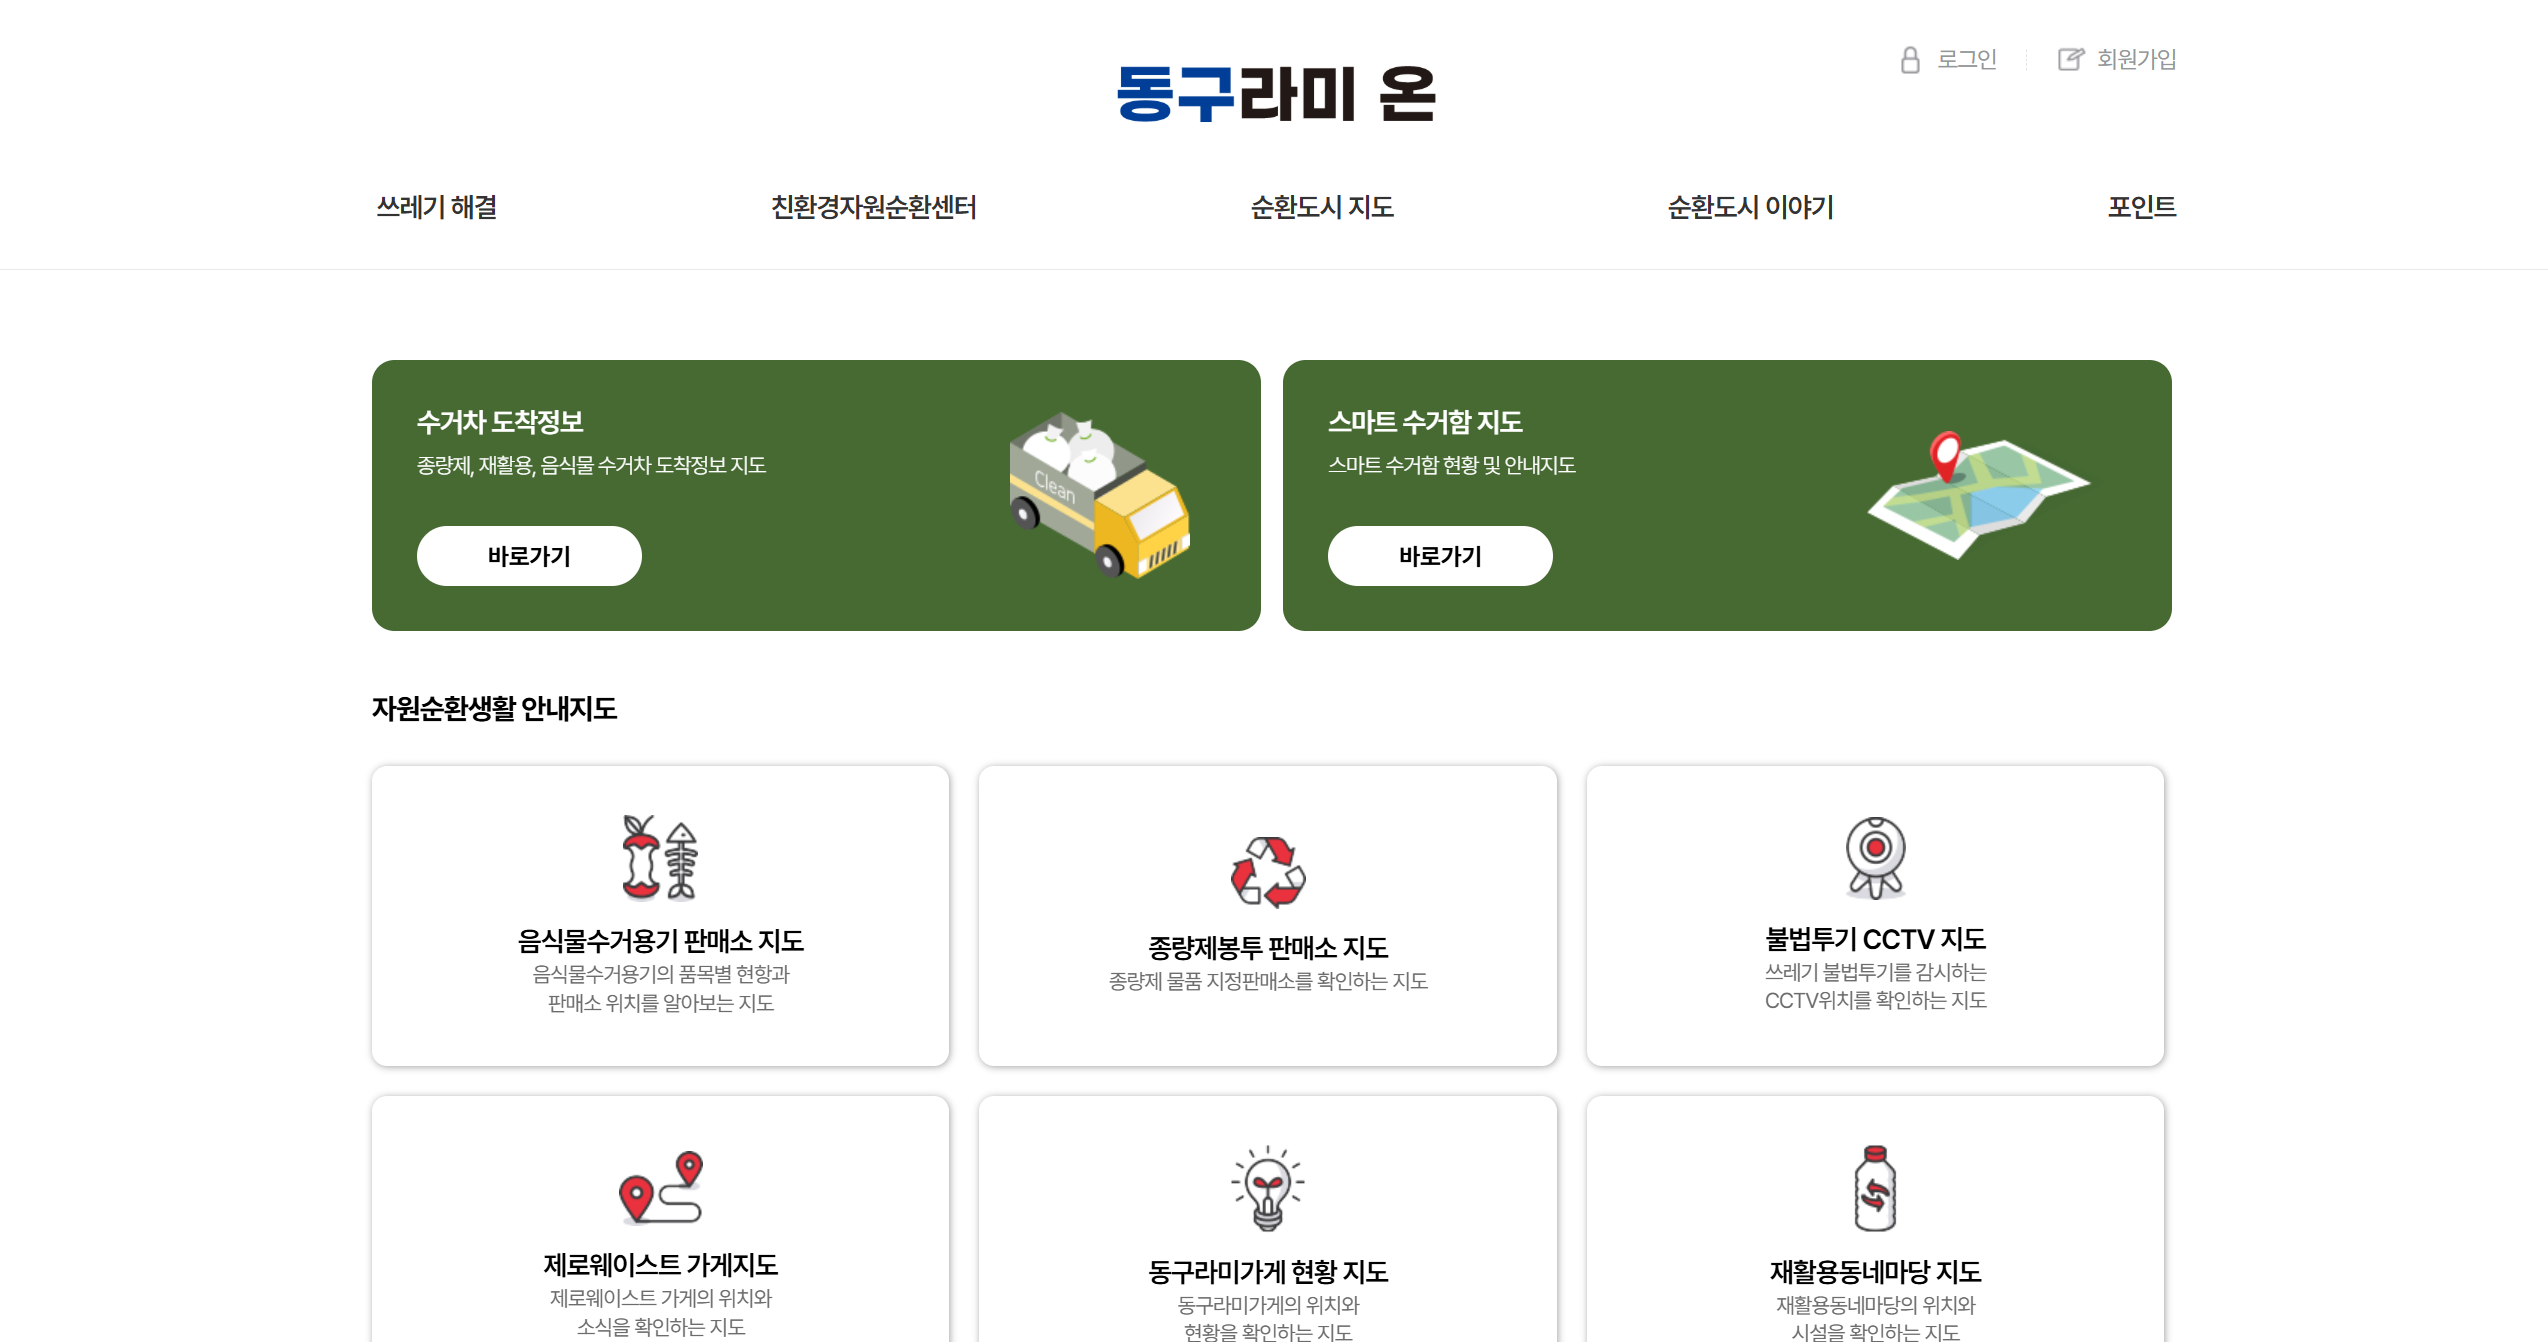 로그인
회원가입
동구라미 온
쓰레기 해결
친환경자원순환센터
순환도시 지도
순환도시 이야기
포인트
수거차 도착정보
종량제, 재활용, 음식물 수거차 도착정보 지도
바로가기
Clean
스마트 수거함 지도
스마트 수거함 현황 및 안내지도
바로가기
자원순환생활 안내지도
음식물수거용기 판매소 지도
음식물수거용기의 품목별 현항과
판매소 위치를 알아보는 지도
종량제봉투 판매소 지도
종량제 물품 지정판매소를 확인하는 지도
불법투기 CCTV 지도
쓰레기 불법투기를 감시하는
CCTV위치를 확인하는 지도
제로웨이스트 가게지도
제로웨이스트 가게의 위치와
소식을 확인하는 지도
동구라미가게 현황 지도
동구라미가게의 위치와
현황을 확인하는 지도
재활용동네마당 지도
재활용동네마당의 위치와
시설을 확인하는 지도